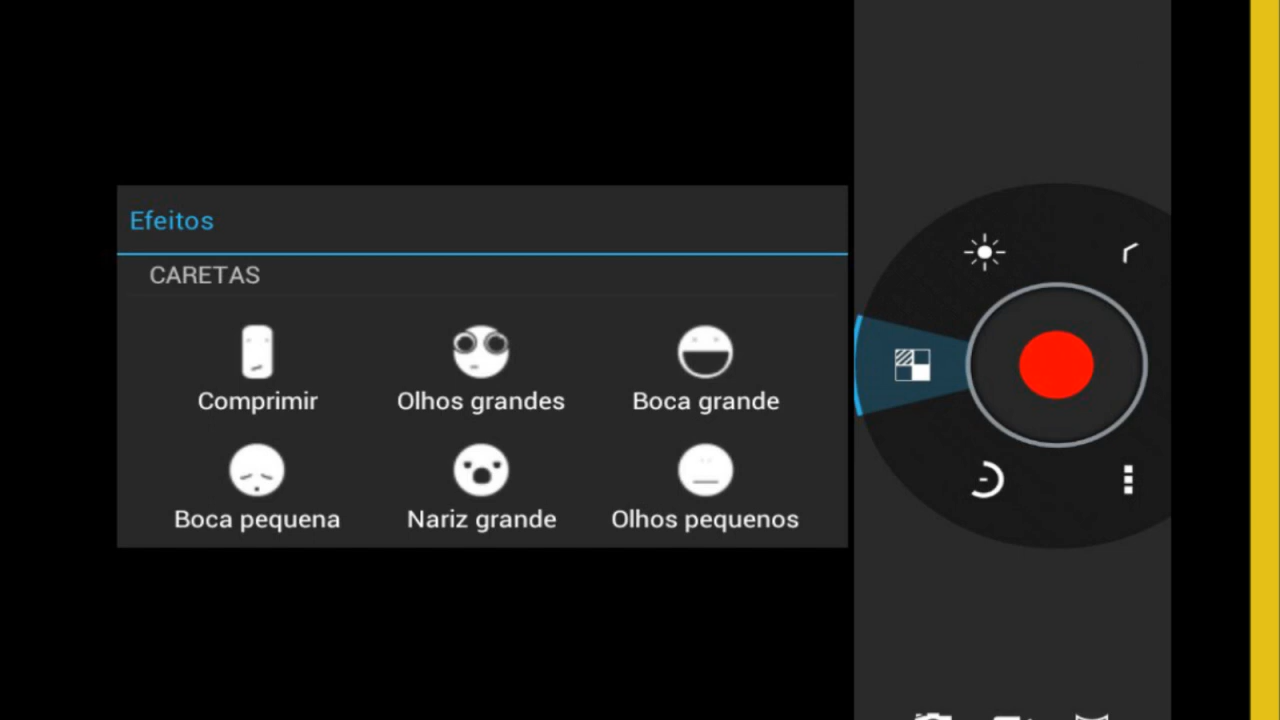 Efeitos
CARETAS
Comprimir Olhos grandes Boca grande
Boca pequena Nariz grande Olhos pequenos